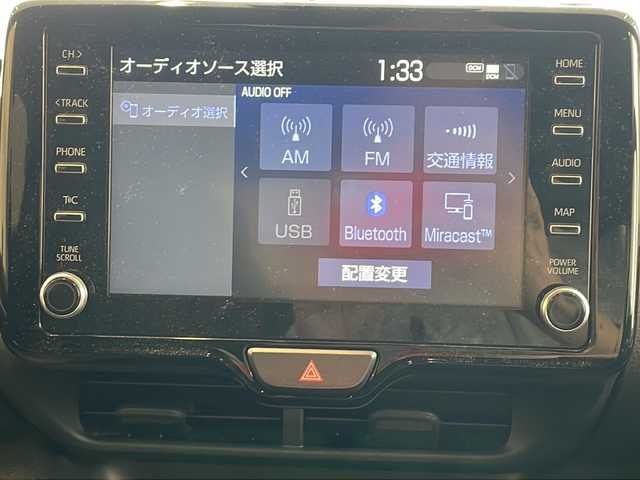 CH>
<TRACK
PHONE
T C
TUNE
SCROLL
オーディオソース選択
1:33
DCM
DCM
オーディオ選択
AUDIO OFF
AM
FM
交通情報
USB
Bluetooth
Miracast™
配置変更
HOME
MENU
AUDIO
MAP
POWER
VOLUME